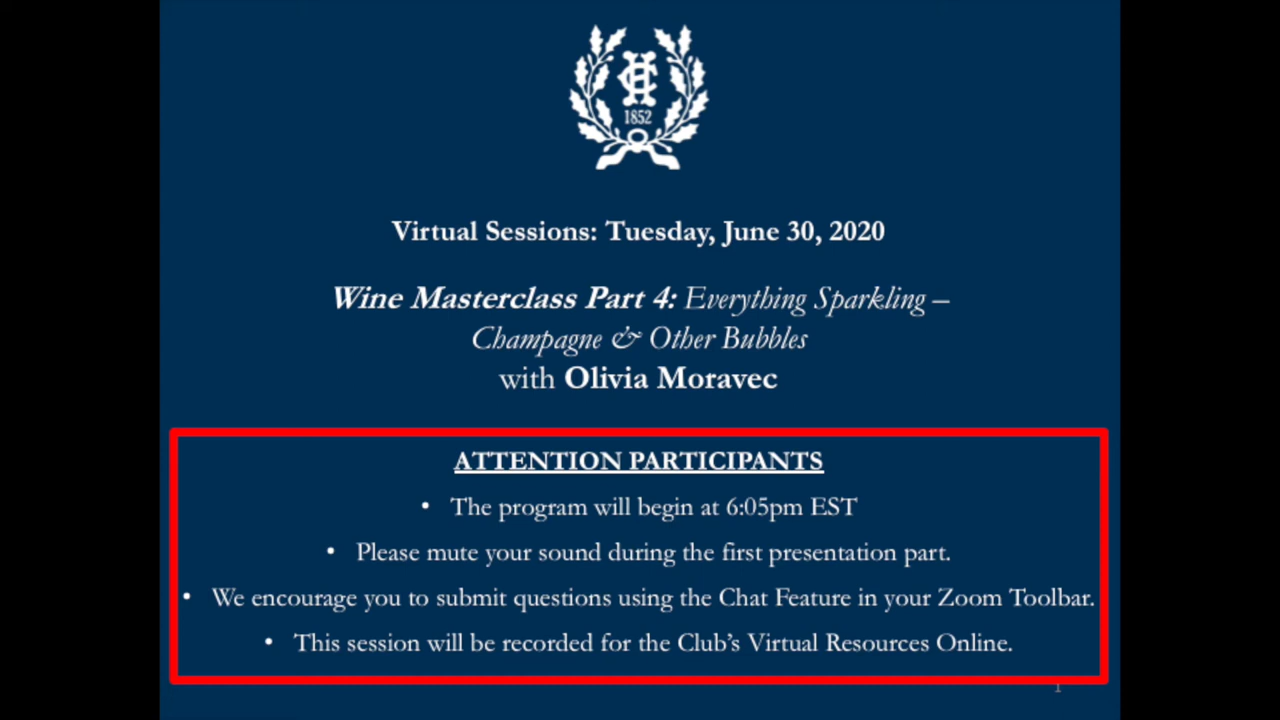 1852
Virtual Sessions: Tuesday, June 30, 2020
Wine Masterclass Part 4: Everything Sparkling –
Champagne & Other Bubbles
with Olivia Moravec
ATTENTION PARTICIPANTS
• The program will begin at 6:05pm EST
• Please mute your sound during the first presentation part.
• We encourage you to submit questions using the Chat Feature in your Zoom Toolbar.
• This session will be recorded for the Club’s Virtual Resources Online.
1